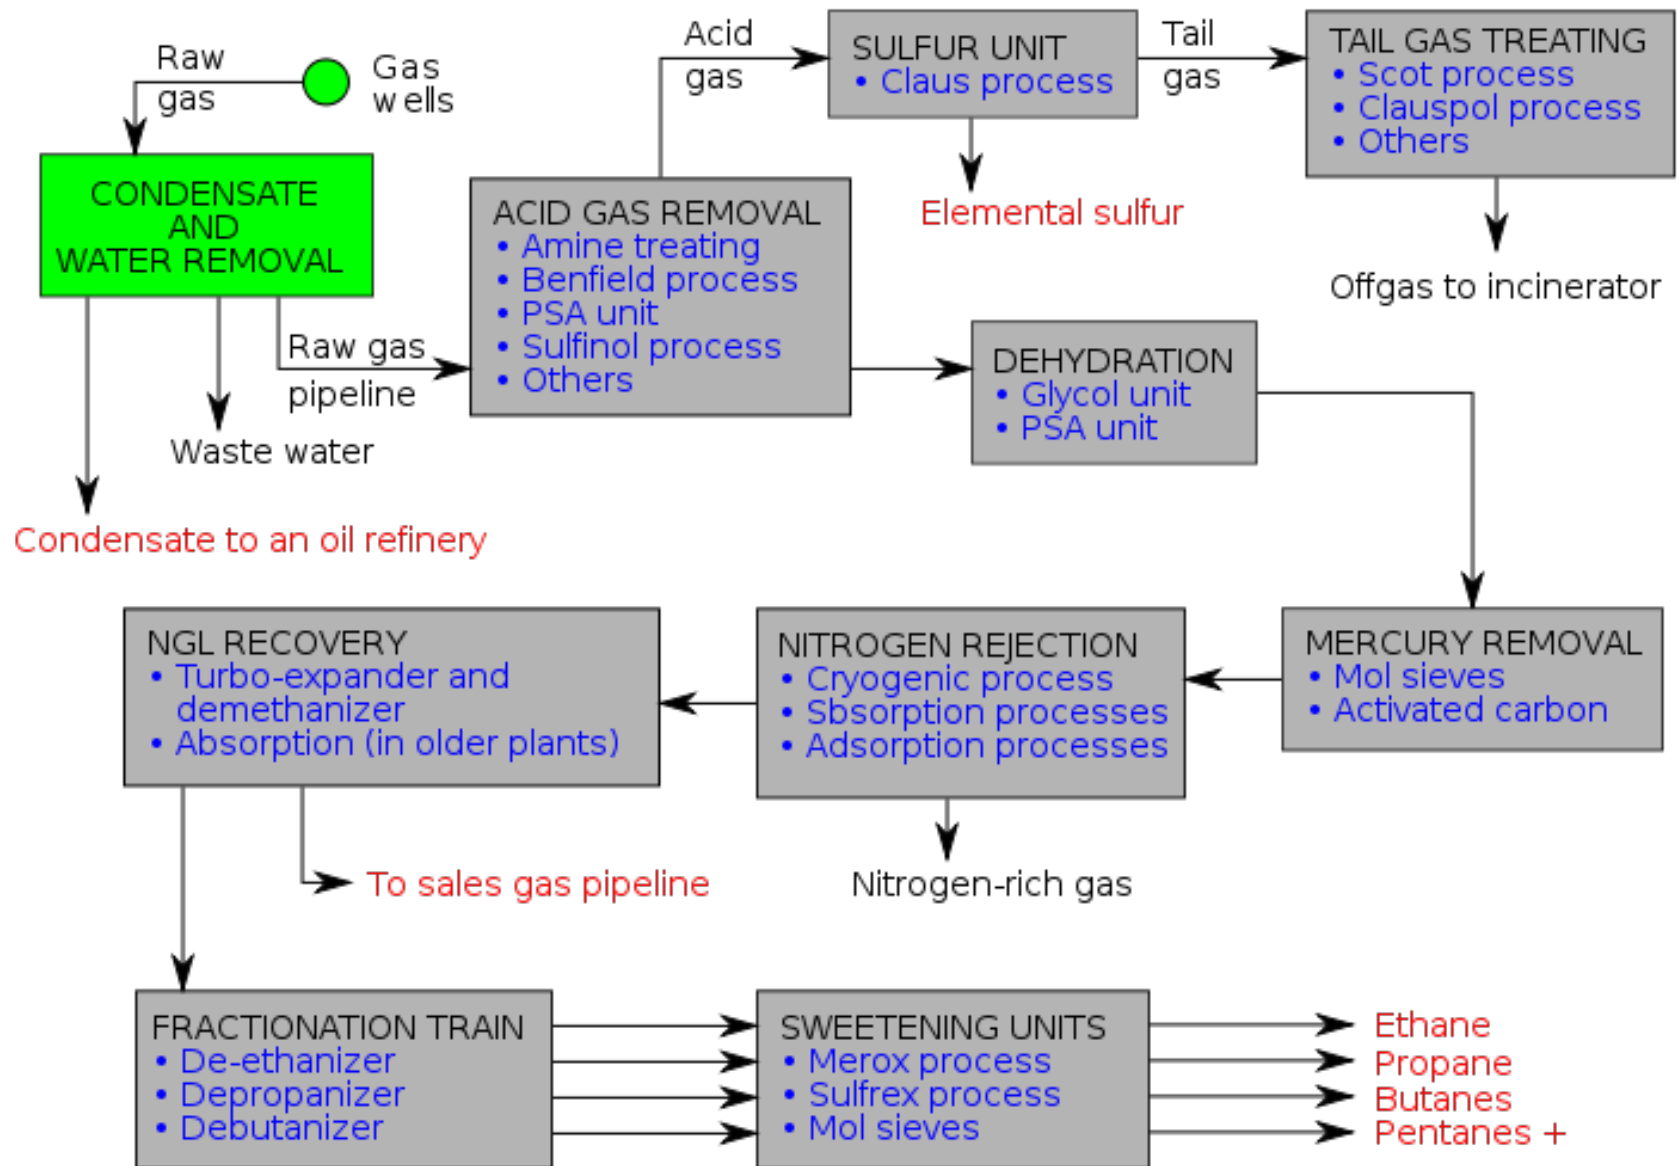 Raw
gas
Gas
wells
CONDENSATE
AND
WATER REMOVAL
Raw gas
pipeline
Waste water
Condensate to an oil refinery
ACID GAS REMOVAL
• Amine treating
• Benfield process
• PSA unit
• Sulfinol process
• Others
Acid
gas
SULFUR UNIT
• Claus process
Elemental sulfur
Tail
gas
TAIL GAS TREATING
• Scot process
• Clauspol process
• Others
Offgas to incinerator
DEHYDRATION
• Glycol unit
• PSA unit
MERCURY REMOVAL
• Mol sieves
• Activated carbon
NITROGEN REJECTION
• Cryogenic process
• Sbsorption processes
• Adsorption processes
Nitrogen-rich gas
NGL RECOVERY
• Turbo-expander and
demethanizer
• Absorption (in older plants)
To sales gas pipeline
FRACTIONATION TRAIN
• De-ethanizer
• Depropanizer
• Debutanizer
SWEETENING UNITS
• Merox process
• Sulfrex process
• Mol sieves
Ethane
Propane
Butanes
Pentanes +